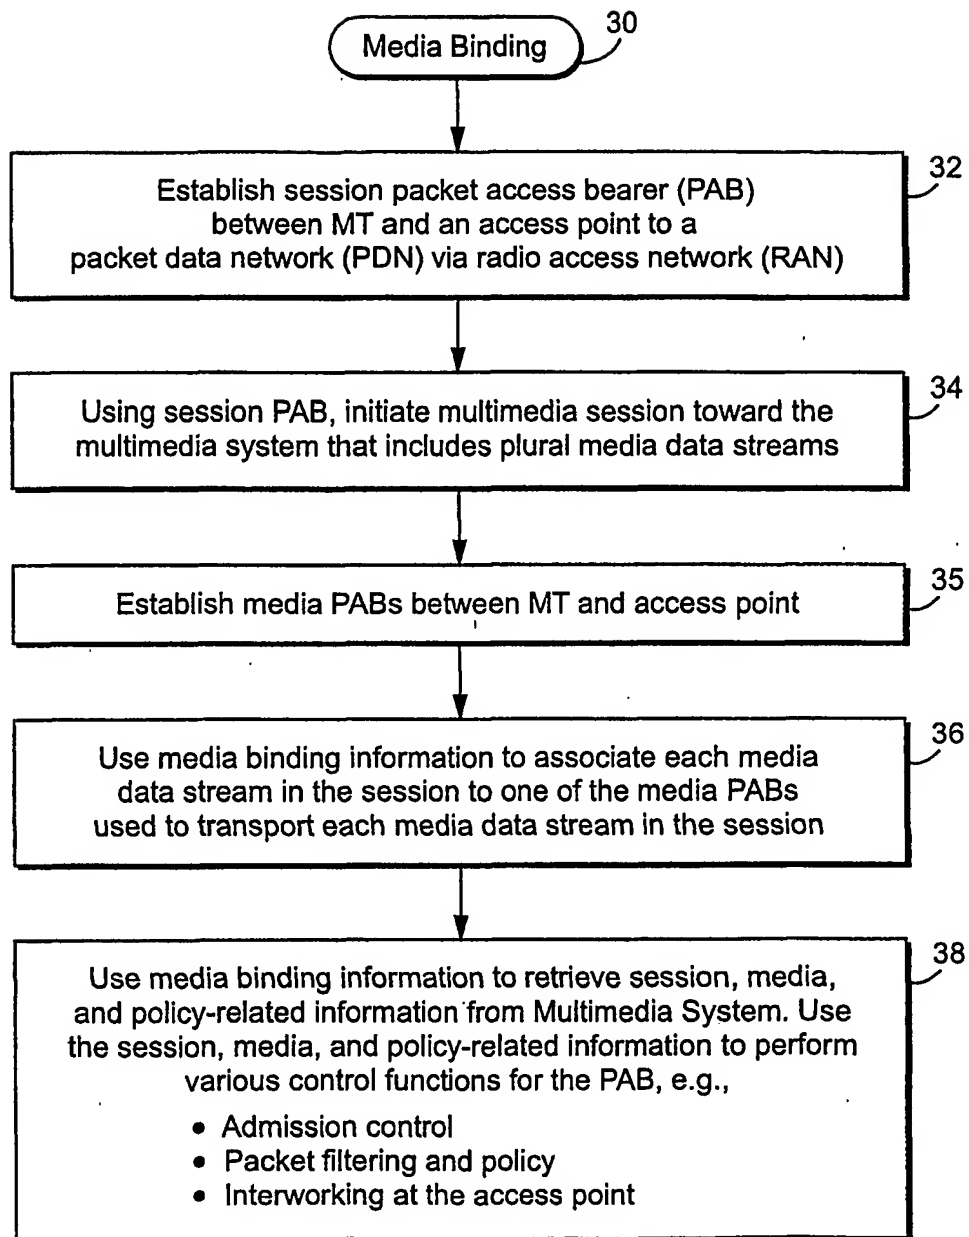 Media Binding
30
Establish session packet access bearer (PAB)
between MT and an access point to a
packet data network (PDN) via radio access network (RAN)
32
Using session PAB, initiate multimedia session toward the
multimedia system that includes plural media data streams
34
Establish media PABs between MT and access point
35
Use media binding information to associate each media
data stream in the session to one of the media PABs
used to transport each media data stream in the session
36
Use media binding information to retrieve session, media,
and policy-related information from Multimedia System. Use
the session, media, and policy-related information to perform
various control functions for the PAB, e.g.,
• Admission control
• Packet filtering and policy
• Interworking at the access point
38